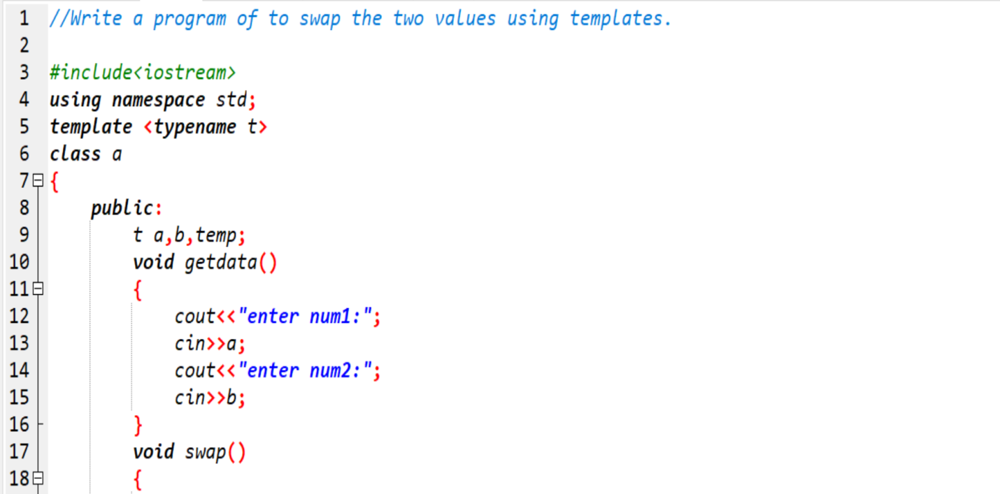 1 //Write a program of to swap the two values using templates.
2
3 #include<iostream>
4 using namespace std;
5 template <typename t>
6 class a
7 {
8 public:
9 t a,b,temp;
10 void getdata()
11 {
12 cout<<"enter num1:";
13 cin>>a;
14 cout<<"enter num2:";
15 cin>>b;
16 }
17 void swap()
18 {